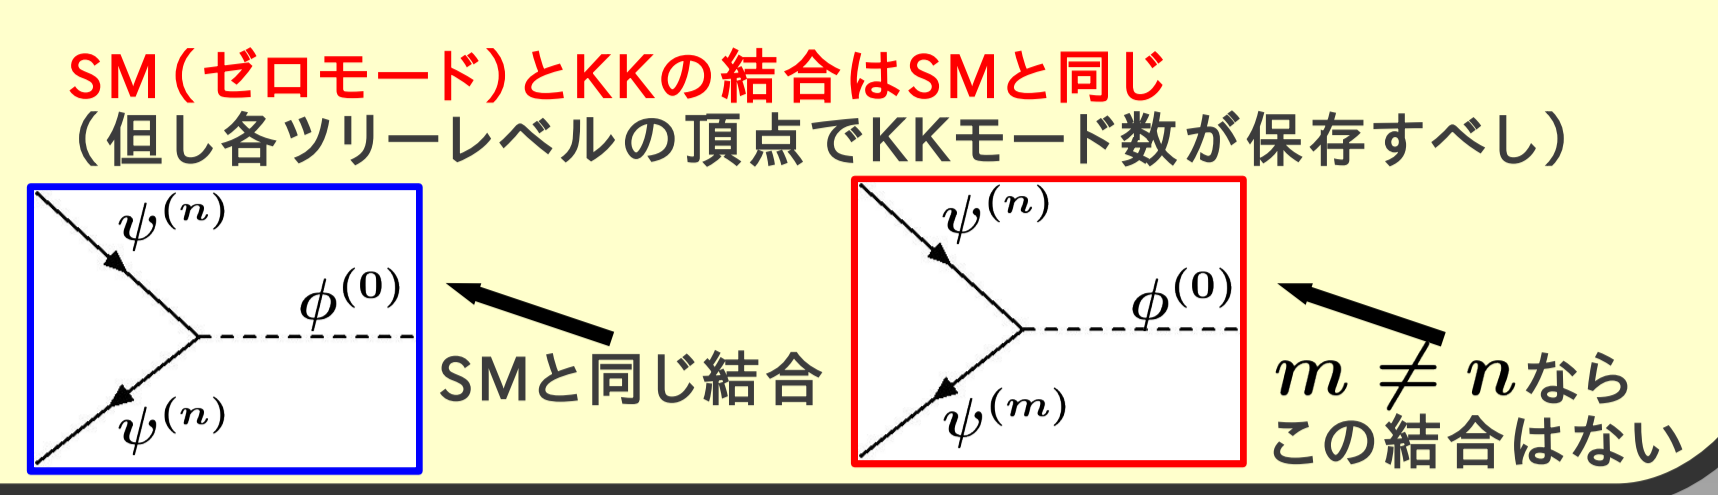 SM（ゼロモード）とKKの結合はSMと同じ
（但し各ツリーレベルの頂点でKKモード数が保存すべし）
ψ(n)
ϕ(0)
ψ(n)
SMと同じ結合
ψ(n)
ϕ(0)
ψ(m)
m ≠ nなら
この結合はない